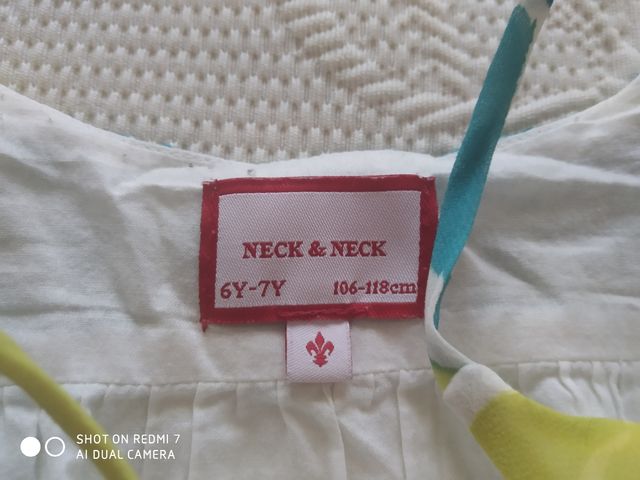 NECK & NECK
6Y-7Y 106-118cm
SHOT ON REDMI 7
AI DUAL CAMERA